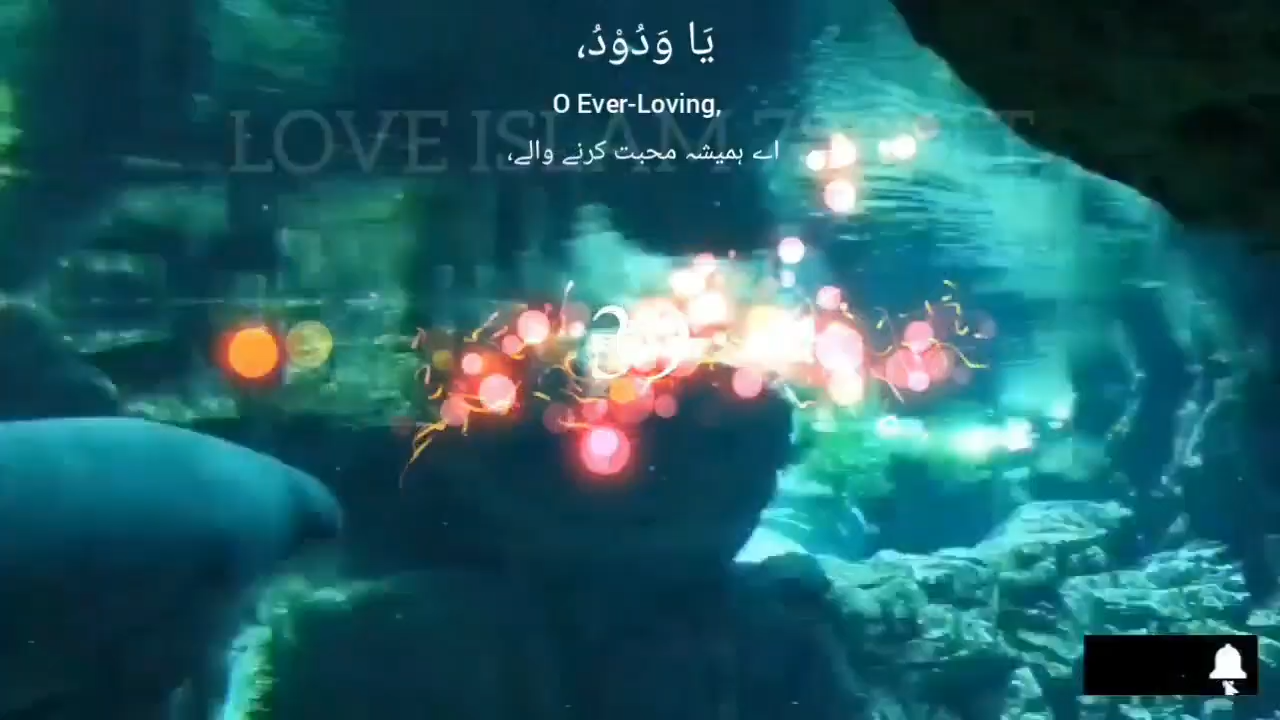 يَا وَدُوْدُ،
O Ever-Loving,
LOVE ISLAM
اے ہمیشہ محبت کرنے والے،